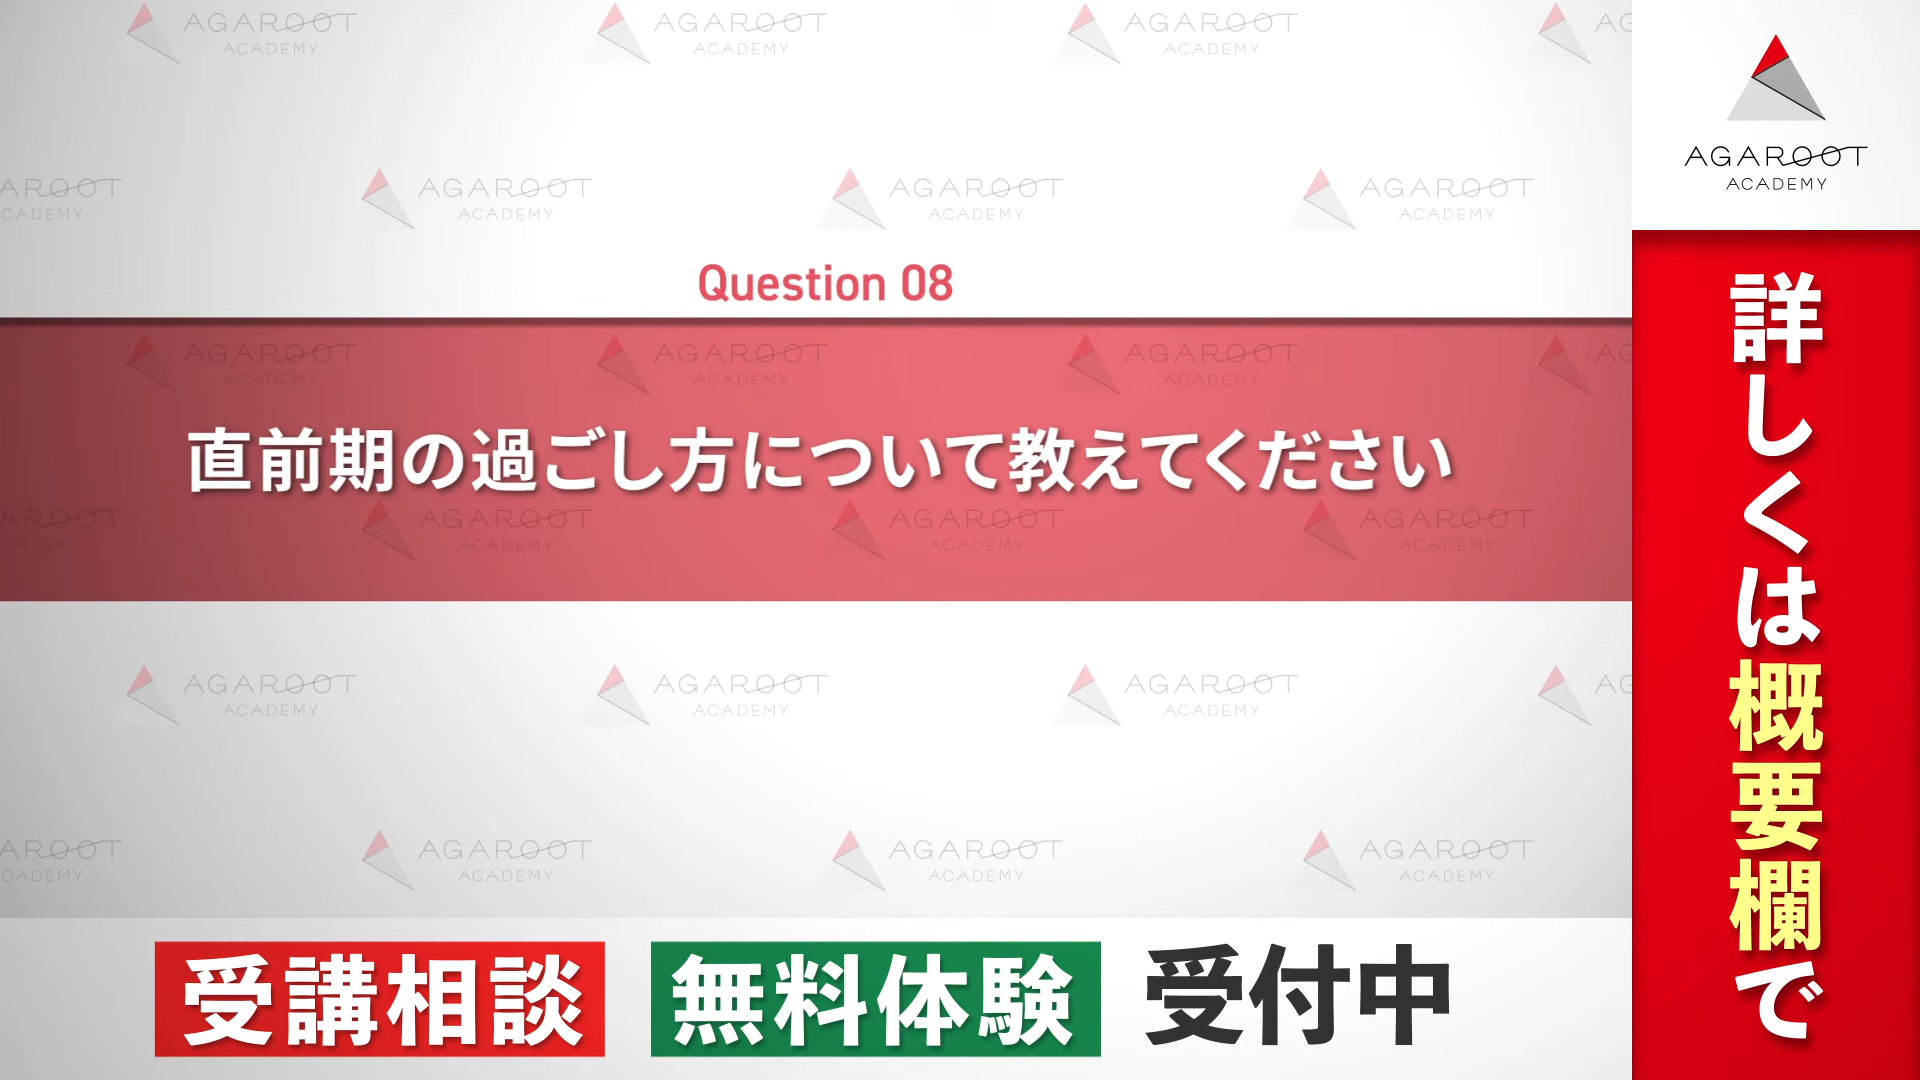 AGAROOT
ACADEMY
Question 08
直前期の過ごし方について教えてください
詳しくは概要欄で
受講相談 無料体験 受付中